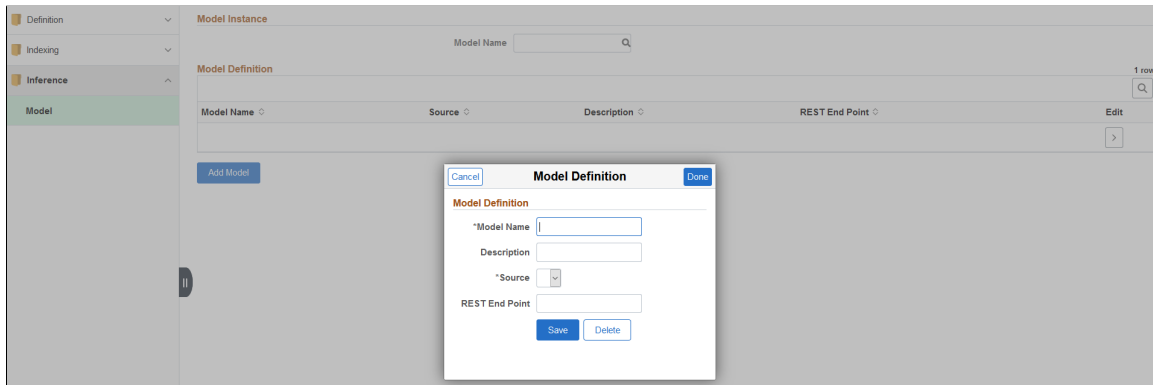 Definition
Indexing
Inference
Model
Model Instance
Model Name
Model Definition
1 row
Model Name Source Description REST End Point Edit
Add Model
Cancel Model Definition Done
Model Definition
*Model Name
Description
*Source
REST End Point
Save Delete